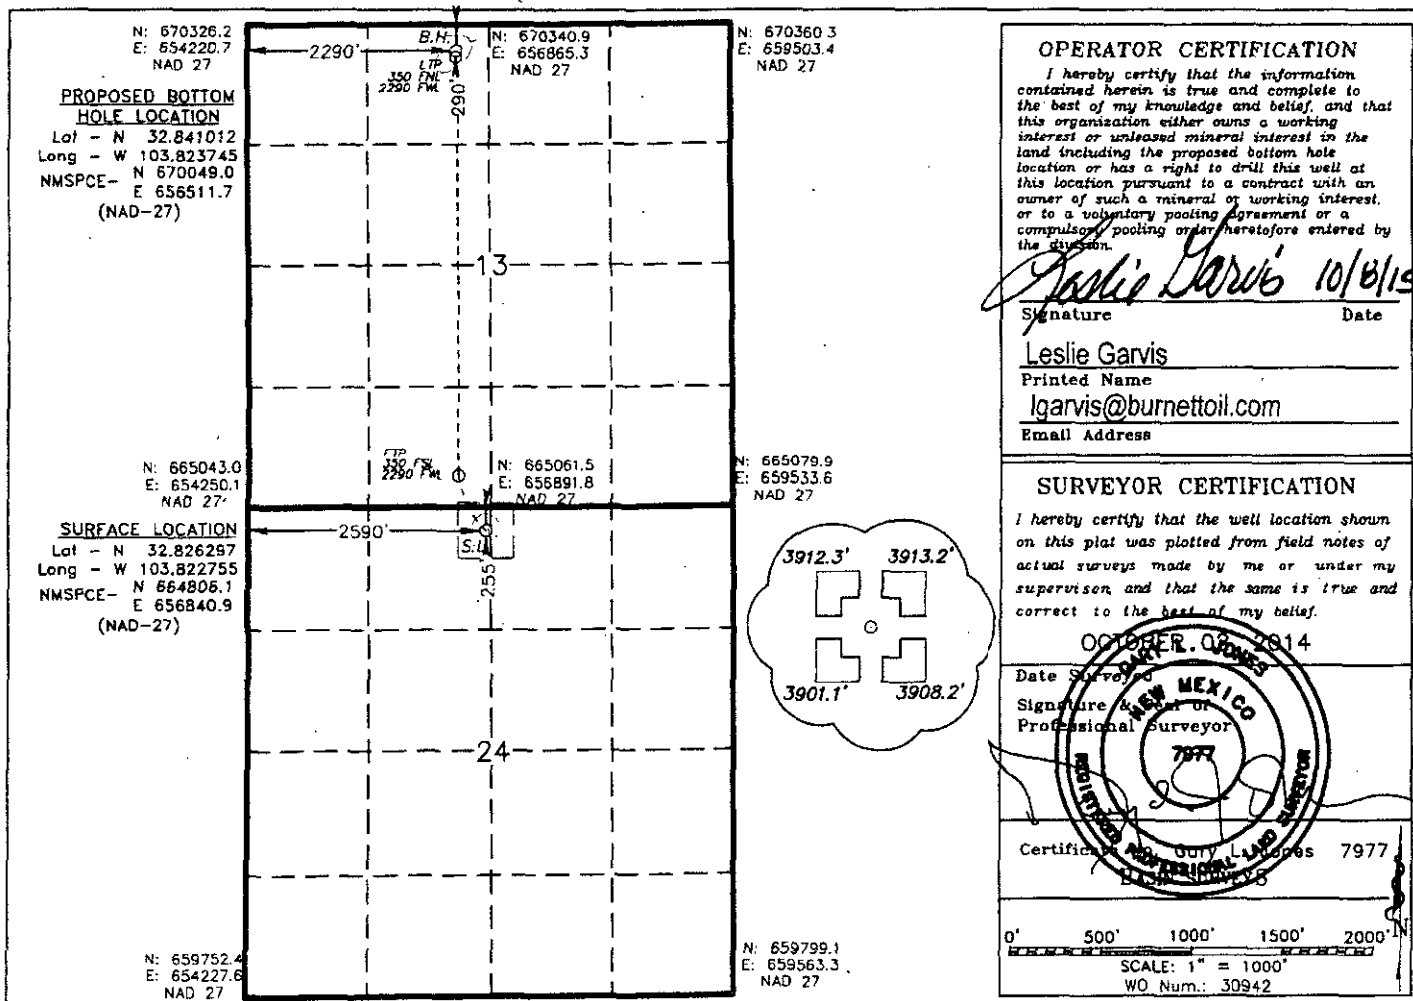 N: 670326.2
E: 654220.7
NAD 27
2290'
B.H.
LTP
350 FNL
2290 FWL
290'
N: 670340.9
E: 656865.3
NAD 27
N: 670360.3
E: 659503.4
NAD 27
PROPOSED BOTTOM
HOLE LOCATION
Lat - N 32.841012
Long - W 103.823745
NMSPCE- N 670049.0
E 656511.7
(NAD-27)
13
N: 665043.0
E: 654250.1
NAD 27
FTP
350 FSL
2290 FWL
N: 665061.5
E: 656891.8
NAD 27
N: 665079.9
E: 659533.6
NAD 27
SURFACE LOCATION
Lat - N 32.826297
Long - W 103.822755
NMSPCE- N 664806.1
E 656840.9
(NAD-27)
2590'
S.L.
255'
3912.3' 3913.2'
3901.1' 3908.2'
24
N: 659752.4
E: 654227.6
NAD 27
N: 659799.1
E: 659563.3
NAD 27
OPERATOR CERTIFICATION
I hereby certify that the information
contained herein is true and complete to
the best of my knowledge and belief, and that
this organization either owns a working
interest or unleased mineral interest in the
land including the proposed bottom hole
location or has a right to drill this well at
this location pursuant to a contract with an
owner of such a mineral or working interest,
or to a voluntary pooling agreement or a
compulsory pooling order heretofore entered by
the division.
Leslie Garvis 10/8/15
Signature Date
Leslie Garvis
Printed Name
lgarvis@burnettoil.com
Email Address
SURVEYOR CERTIFICATION
I hereby certify that the well location shown
on this plat was plotted from field notes of
actual surveys made by me or under my
supervison, and that the same is true and
correct to the best of my belief.
OCTOBER 2014
Date Surveyed
Signature & Seal of
Professional Surveyor
GARY L. JONES
NEW MEXICO
7977
REGISTERED PROFESSIONAL LAND SURVEYOR
Certificate No. Gary L. Jones 7977
BASIN SURVEYS
0' 500' 1000' 1500' 2000'
N
SCALE: 1" = 1000'
WO Num.: 30942